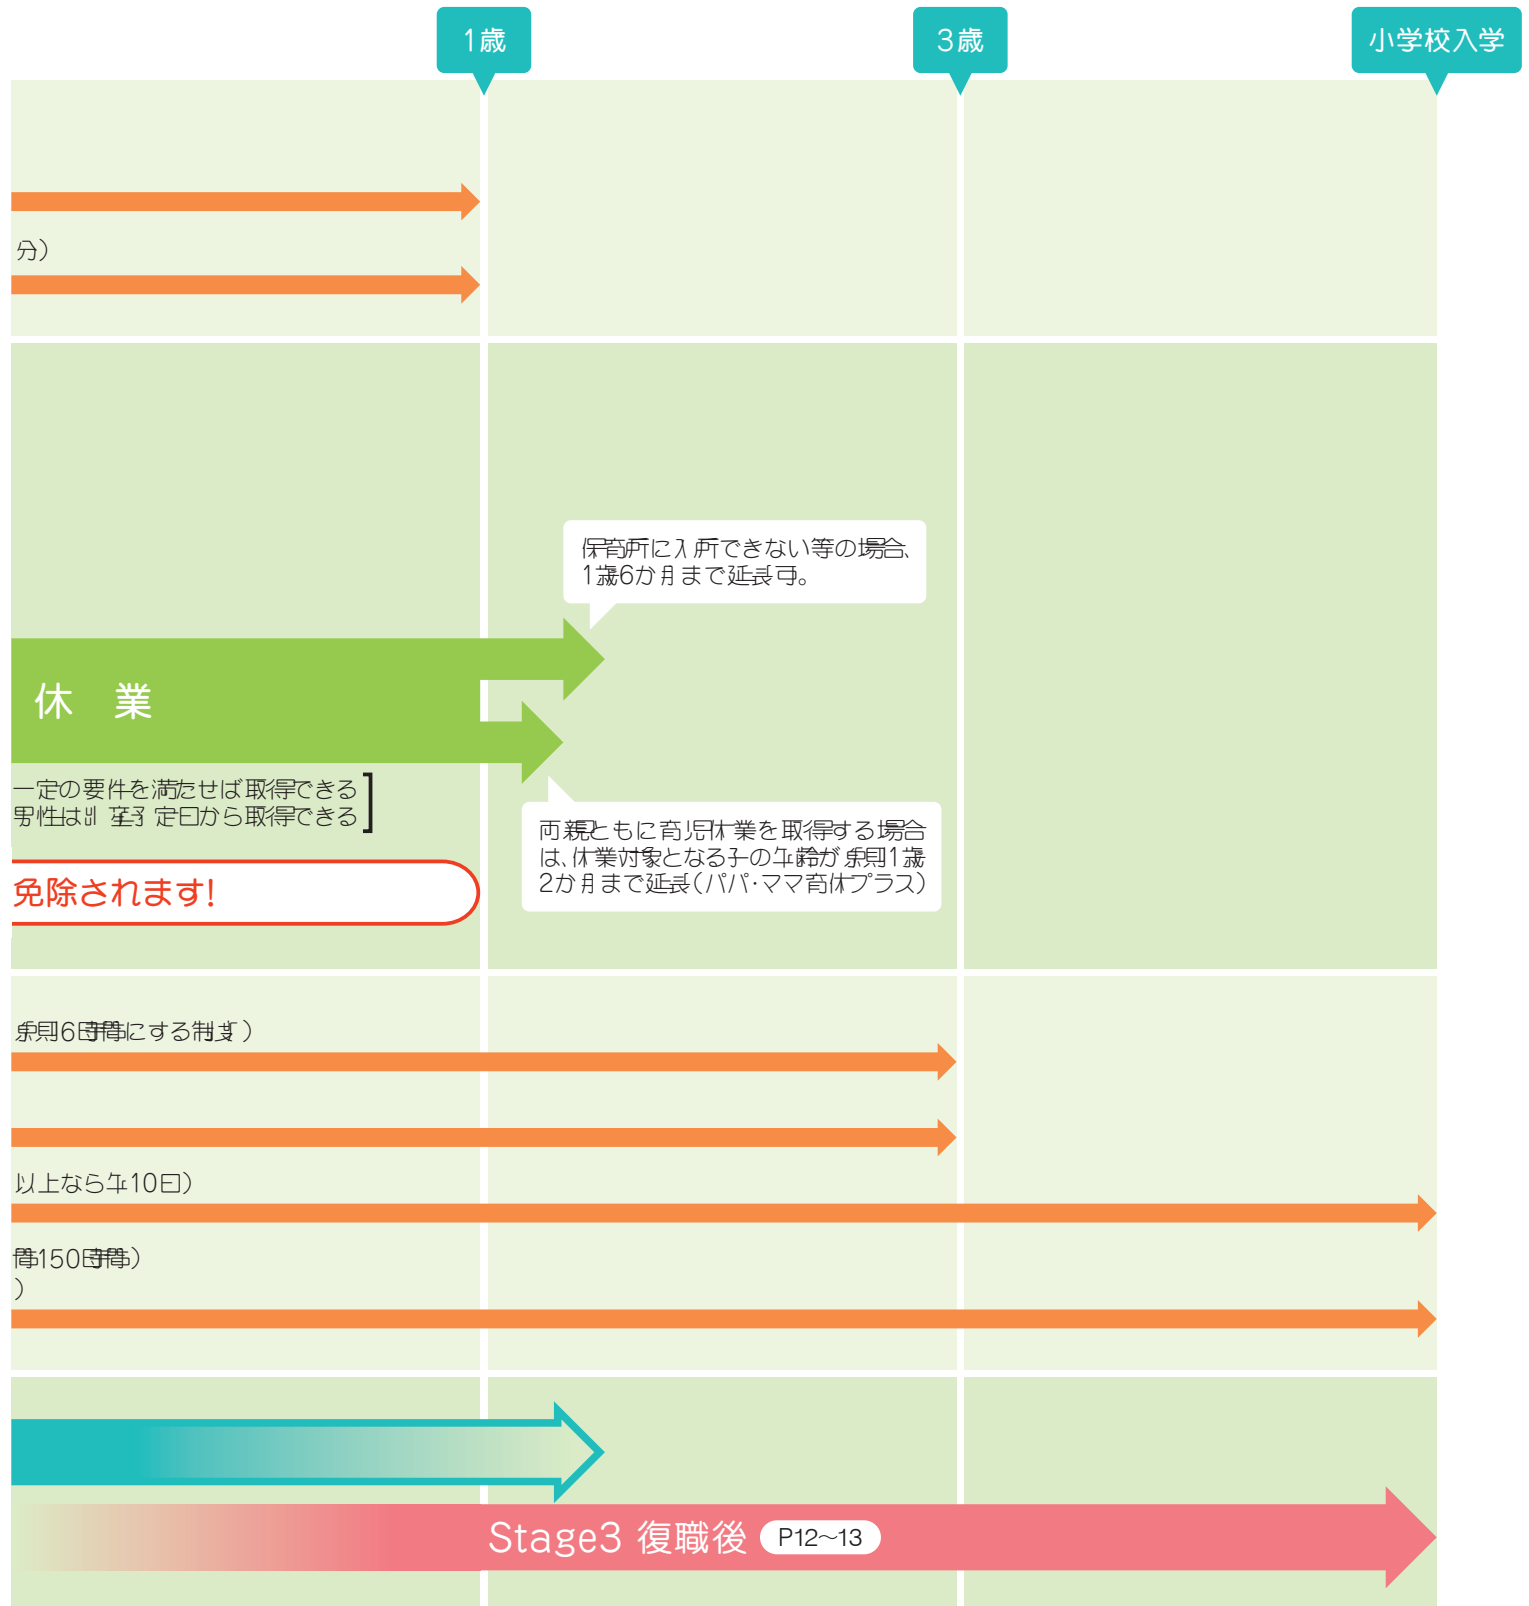 1歳
3歳
小学校入学
分）
保育所に入所できない等の場合、
1歳6か月まで延長可。
休 業
一定の要件を満たせば取得できる
男性は出産予定日から取得できる
両親ともに育児休業を取得する場合
は、休業対象となる子の年齢が原則1歳
2か月まで延長（パパ・ママ育休プラス）
免除されます!
原則6時間にする制度）
以上なら年10日）
間150時間）
）
Stage3 復職後 P12～13